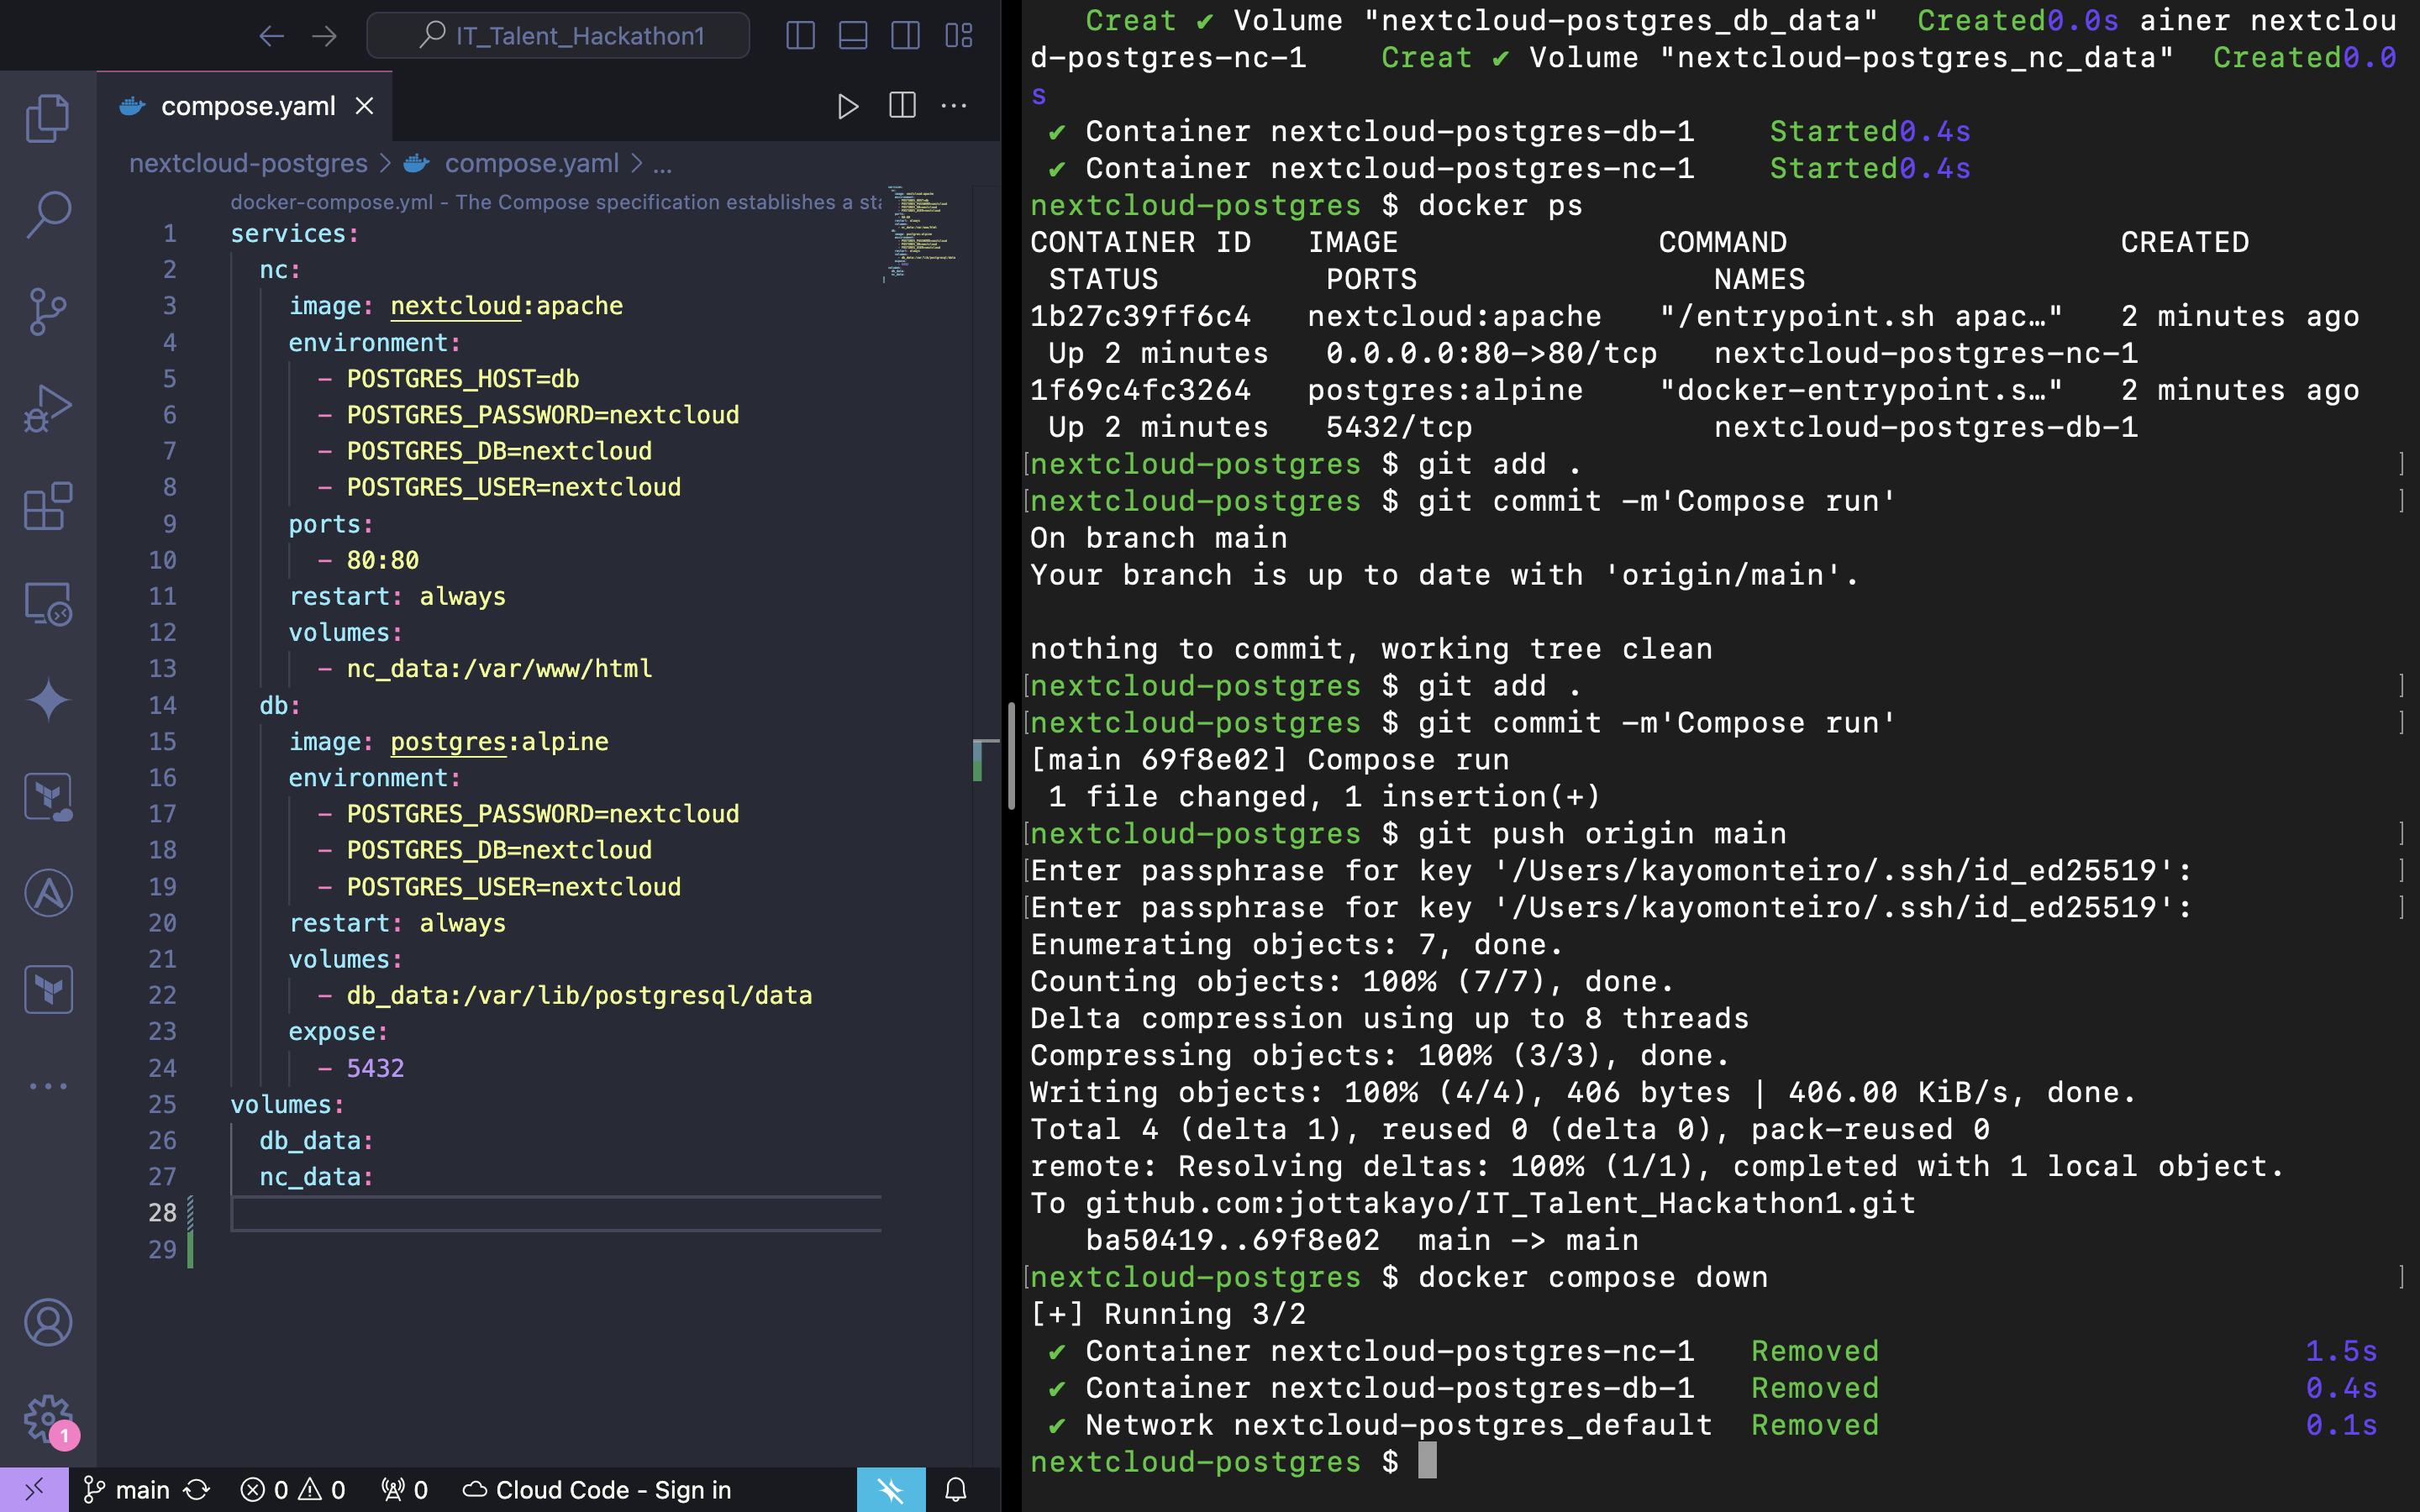 IT_Talent_Hackathon1
compose.yaml
nextcloud-postgres > compose.yaml > ...
docker-compose.yml - The Compose specification establishes a sta
1 services:
2 nc:
3 image: nextcloud:apache
4 environment:
5 - POSTGRES_HOST=db
6 - POSTGRES_PASSWORD=nextcloud
7 - POSTGRES_DB=nextcloud
8 - POSTGRES_USER=nextcloud
9 ports:
10 - 80:80
11 restart: always
12 volumes:
13 - nc_data:/var/www/html
14 db:
15 image: postgres:alpine
16 environment:
17 - POSTGRES_PASSWORD=nextcloud
18 - POSTGRES_DB=nextcloud
19 - POSTGRES_USER=nextcloud
20 restart: always
21 volumes:
22 - db_data:/var/lib/postgresql/data
23 expose:
24 - 5432
25 volumes:
26 db_data:
27 nc_data:
28
29
1
main 0 0 0 Cloud Code - Sign in
Creat ✔ Volume "nextcloud-postgres_db_data" Created0.0s ainer nextclou
d-postgres-nc-1 Creat ✔ Volume "nextcloud-postgres_nc_data" Created0.0
s
✔ Container nextcloud-postgres-db-1 Started0.4s
✔ Container nextcloud-postgres-nc-1 Started0.4s
nextcloud-postgres $ docker ps
CONTAINER ID IMAGE COMMAND CREATED
STATUS PORTS NAMES
1b27c39ff6c4 nextcloud:apache "/entrypoint.sh apac…" 2 minutes ago
Up 2 minutes 0.0.0.0:80->80/tcp nextcloud-postgres-nc-1
1f69c4fc3264 postgres:alpine "docker-entrypoint.s…" 2 minutes ago
Up 2 minutes 5432/tcp nextcloud-postgres-db-1
[nextcloud-postgres $ git add . ]
[nextcloud-postgres $ git commit -m'Compose run' ]
On branch main
Your branch is up to date with 'origin/main'.
nothing to commit, working tree clean
[nextcloud-postgres $ git add . ]
[nextcloud-postgres $ git commit -m'Compose run' ]
[main 69f8e02] Compose run
1 file changed, 1 insertion(+)
[nextcloud-postgres $ git push origin main ]
[Enter passphrase for key '/Users/kayomonteiro/.ssh/id_ed25519': ]
[Enter passphrase for key '/Users/kayomonteiro/.ssh/id_ed25519': ]
Enumerating objects: 7, done.
Counting objects: 100% (7/7), done.
Delta compression using up to 8 threads
Compressing objects: 100% (3/3), done.
Writing objects: 100% (4/4), 406 bytes | 406.00 KiB/s, done.
Total 4 (delta 1), reused 0 (delta 0), pack-reused 0
remote: Resolving deltas: 100% (1/1), completed with 1 local object.
To github.com:jottakayo/IT_Talent_Hackathon1.git
ba50419..69f8e02 main -> main
[nextcloud-postgres $ docker compose down ]
[+] Running 3/2
✔ Container nextcloud-postgres-nc-1 Removed 1.5s
✔ Container nextcloud-postgres-db-1 Removed 0.4s
✔ Network nextcloud-postgres_default Removed 0.1s
nextcloud-postgres $